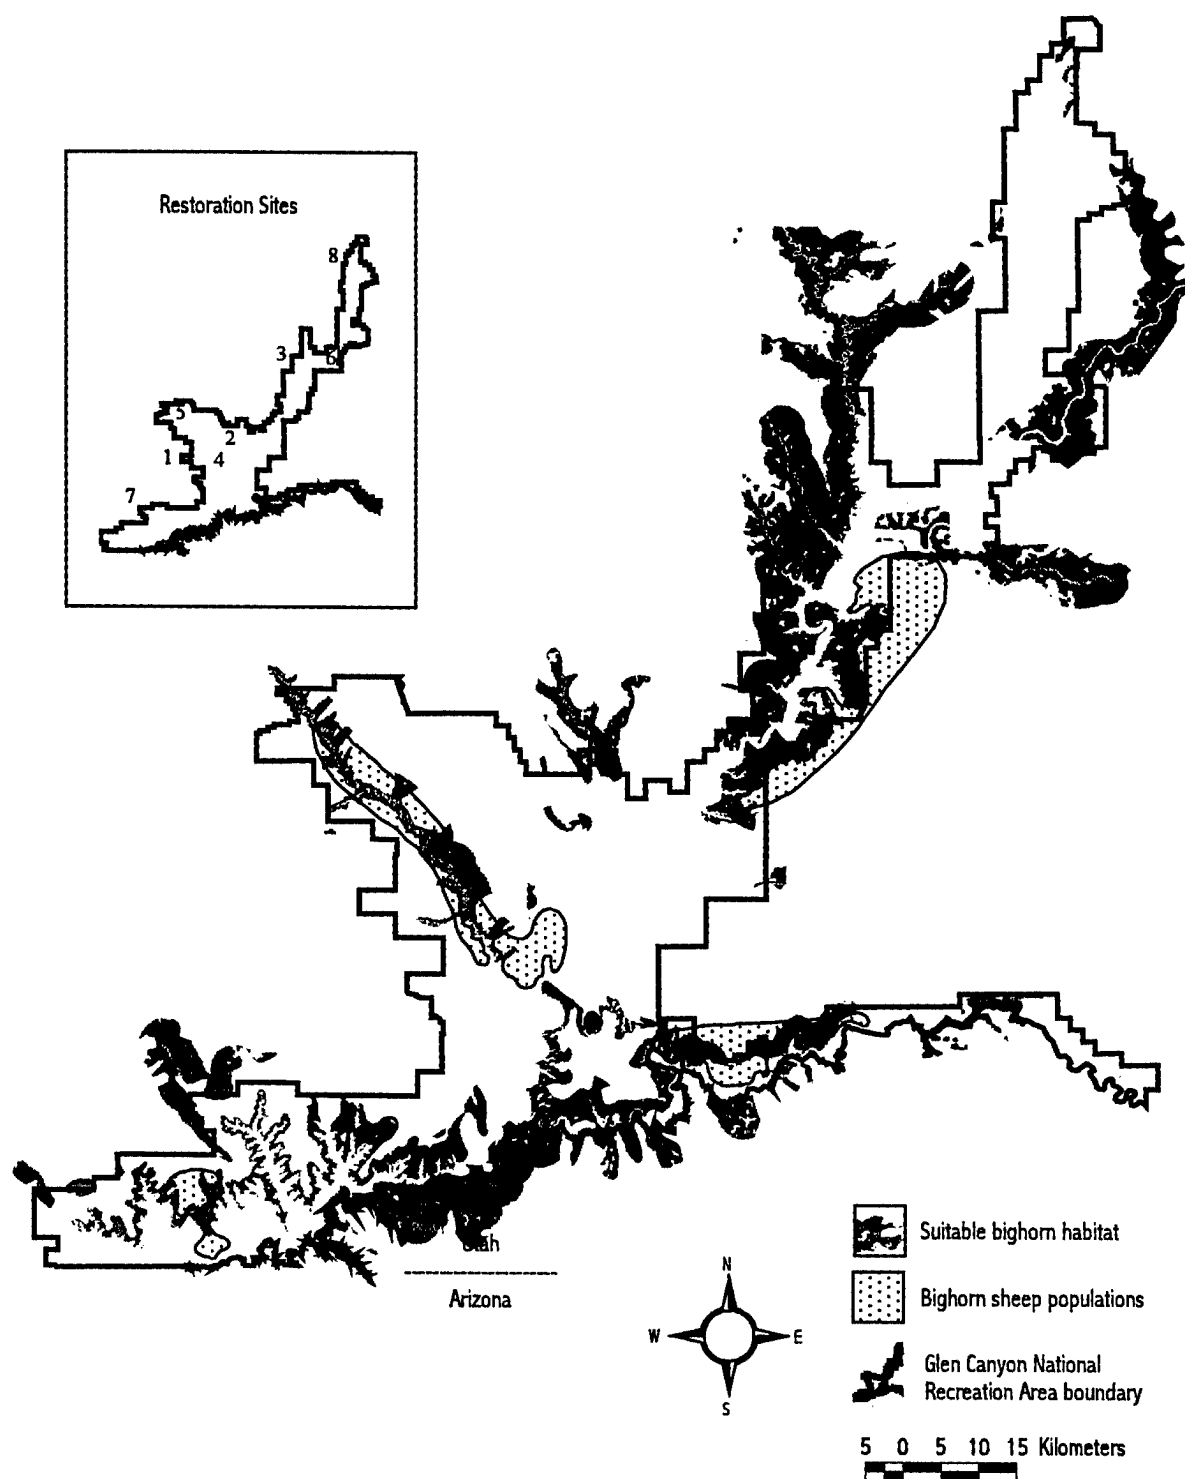 Restoration Sites
8
3
6
5
2
1
4
7
Utah
Arizona
N
W
E
S
Suitable bighorn habitat
Bighorn sheep populations
Glen Canyon National
Recreation Area boundary
5 0 5 10 15 Kilometers